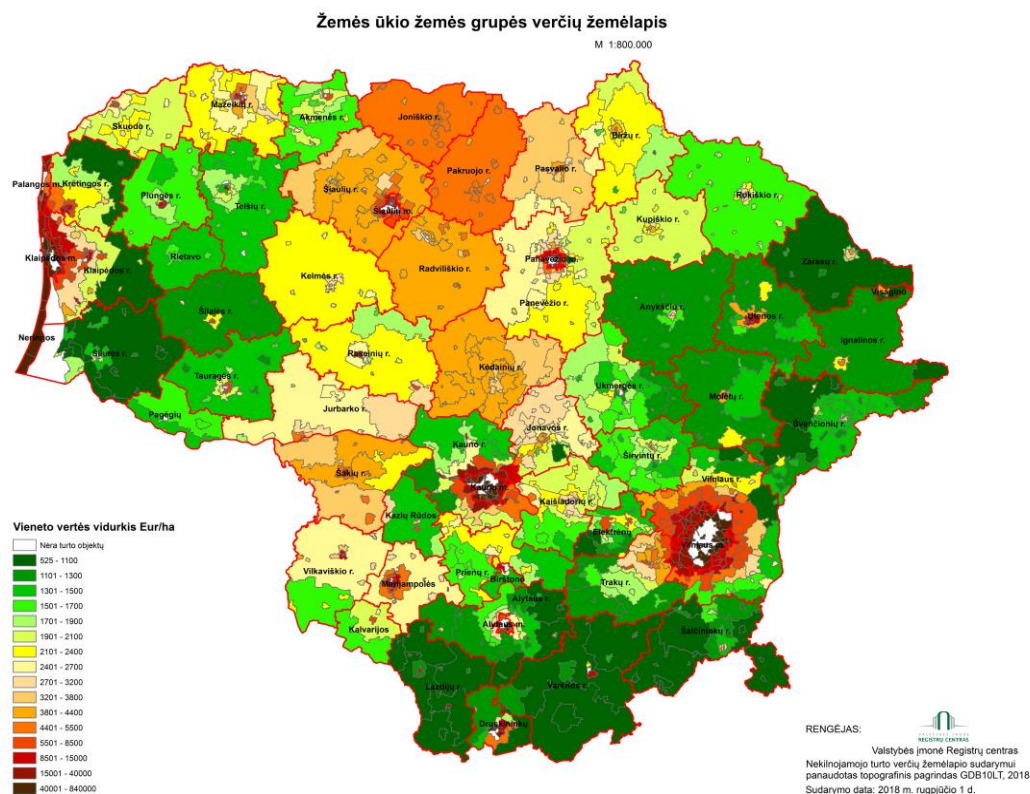 Žemės ūkio žemės grupės verčių žemėlapis
M 1:800.000
Mažeikių r.
Skuodo r.
Akmenės r.
Joniškio r.
Biržų r.
Palangos m.
Kretingos r.
Plungės r.
Telšių r.
Šiaulių r.
Šiaulių m.
Pakruojo r.
Pasvalio r.
Rokiškio r.
Kupiškio r.
Klaipėdos m.
Klaipėdos r.
Rietavo
Kelmės r.
Radviliškio r.
Panevėžio m.
Panevėžio r.
Zarasų r.
Visagino
Anykščių r.
Utenos r.
Ignalinos r.
Šilalės r.
Neringos
Šilutės r.
Raseinių r.
Kėdainių r.
Tauragės r.
Ukmergės r.
Molėtų r.
Pagėgių
Jurbarko r.
Jonavos r.
Švenčionių r.
Kauno r.
Širvintų r.
Šakių r.
Kauno m.
Vilniaus r.
Kaišiadorių r.
Kazlų Rūdos
Elektrėnų
Vilniaus m.
Vilkaviškio r.
Marijampolės
Prienų r.
Birštono
Trakų r.
Alytaus r.
Kalvarijos
Alytaus m.
Šalčininkų r.
Lazdijų r.
Varėnos r.
Druskininkų
Vieneto vertės vidurkis Eur/ha
Nėra turto objektų
525 - 1100
1101 - 1300
1301 - 1500
1501 - 1700
1701 - 1900
1901 - 2100
2101 - 2400
2401 - 2700
2701 - 3200
3201 - 3800
3801 - 4400
4401 - 5500
5501 - 8500
8501 - 15000
15001 - 40000
40001 - 840000
RENGĖJAS:
VALSTYBĖS ĮMONĖ
REGISTRŲ CENTRAS
Valstybės įmonė Registrų centras
Nekilnojamojo turto verčių žemėlapio sudarymui
panaudotas topografinis pagrindas GDB10LT, 2018
Sudarymo data: 2018 m. rugpjūčio 1 d.